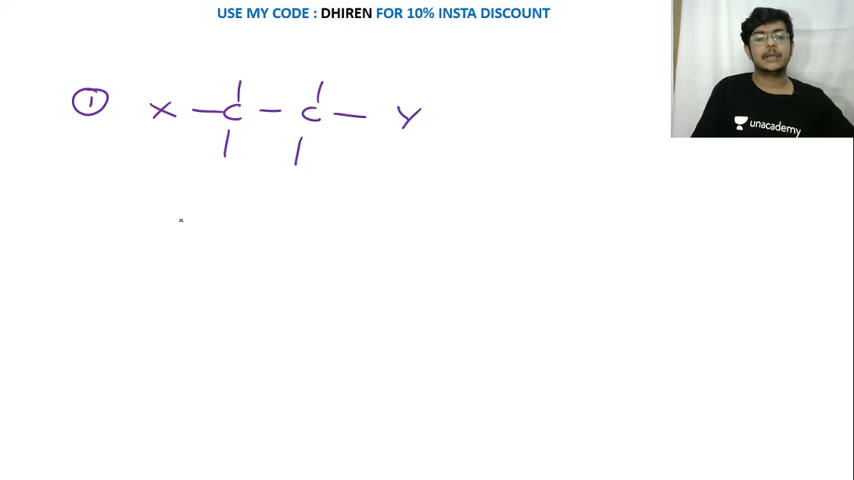 USE MY CODE : DHIREN FOR 10% INSTA DISCOUNT
① X — C — C — Y
unacademy